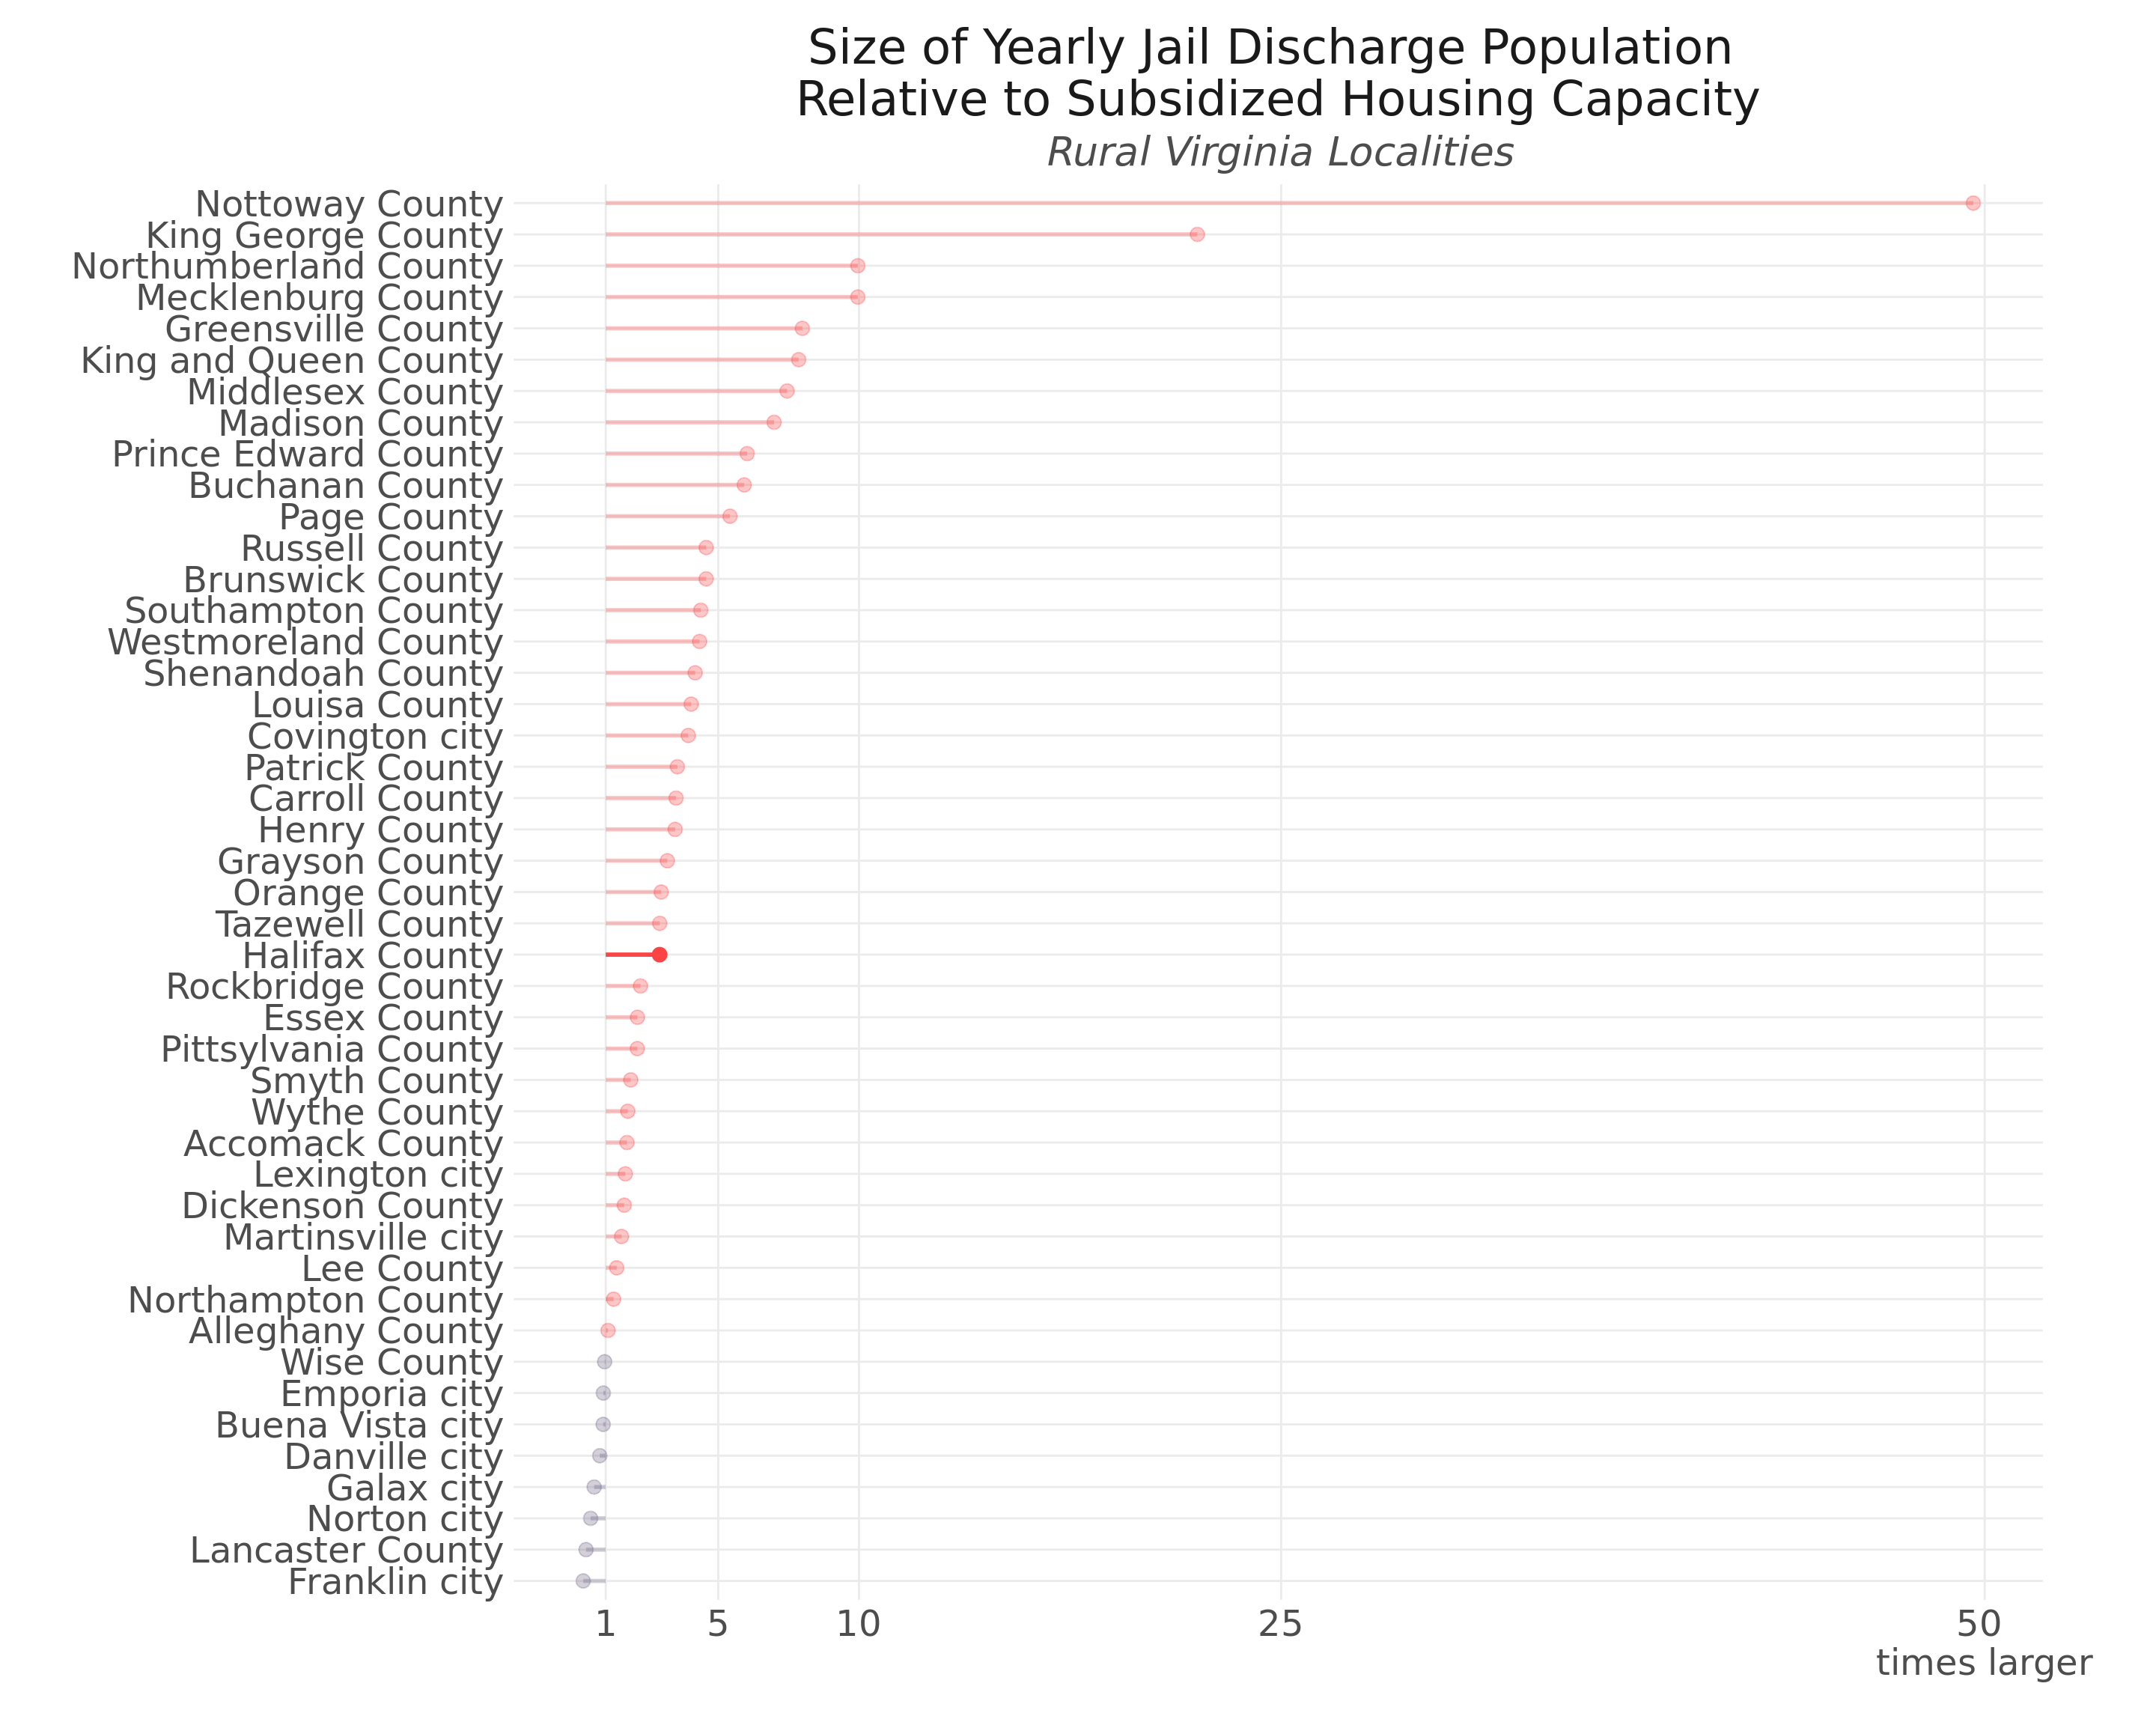 Size of Yearly Jail Discharge Population
Relative to Subsidized Housing Capacity
Rural Virginia Localities
Nottoway County
King George County
Northumberland County
Mecklenburg County
Greensville County
King and Queen County
Middlesex County
Madison County
Prince Edward County
Buchanan County
Page County
Russell County
Brunswick County
Southampton County
Westmoreland County
Shenandoah County
Louisa County
Covington city
Patrick County
Carroll County
Henry County
Grayson County
Orange County
Tazewell County
Halifax County
Rockbridge County
Essex County
Pittsylvania County
Smyth County
Wythe County
Accomack County
Lexington city
Dickenson County
Martinsville city
Lee County
Northampton County
Alleghany County
Wise County
Emporia city
Buena Vista city
Danville city
Galax city
Norton city
Lancaster County
Franklin city
1 5 10 25 50
times larger